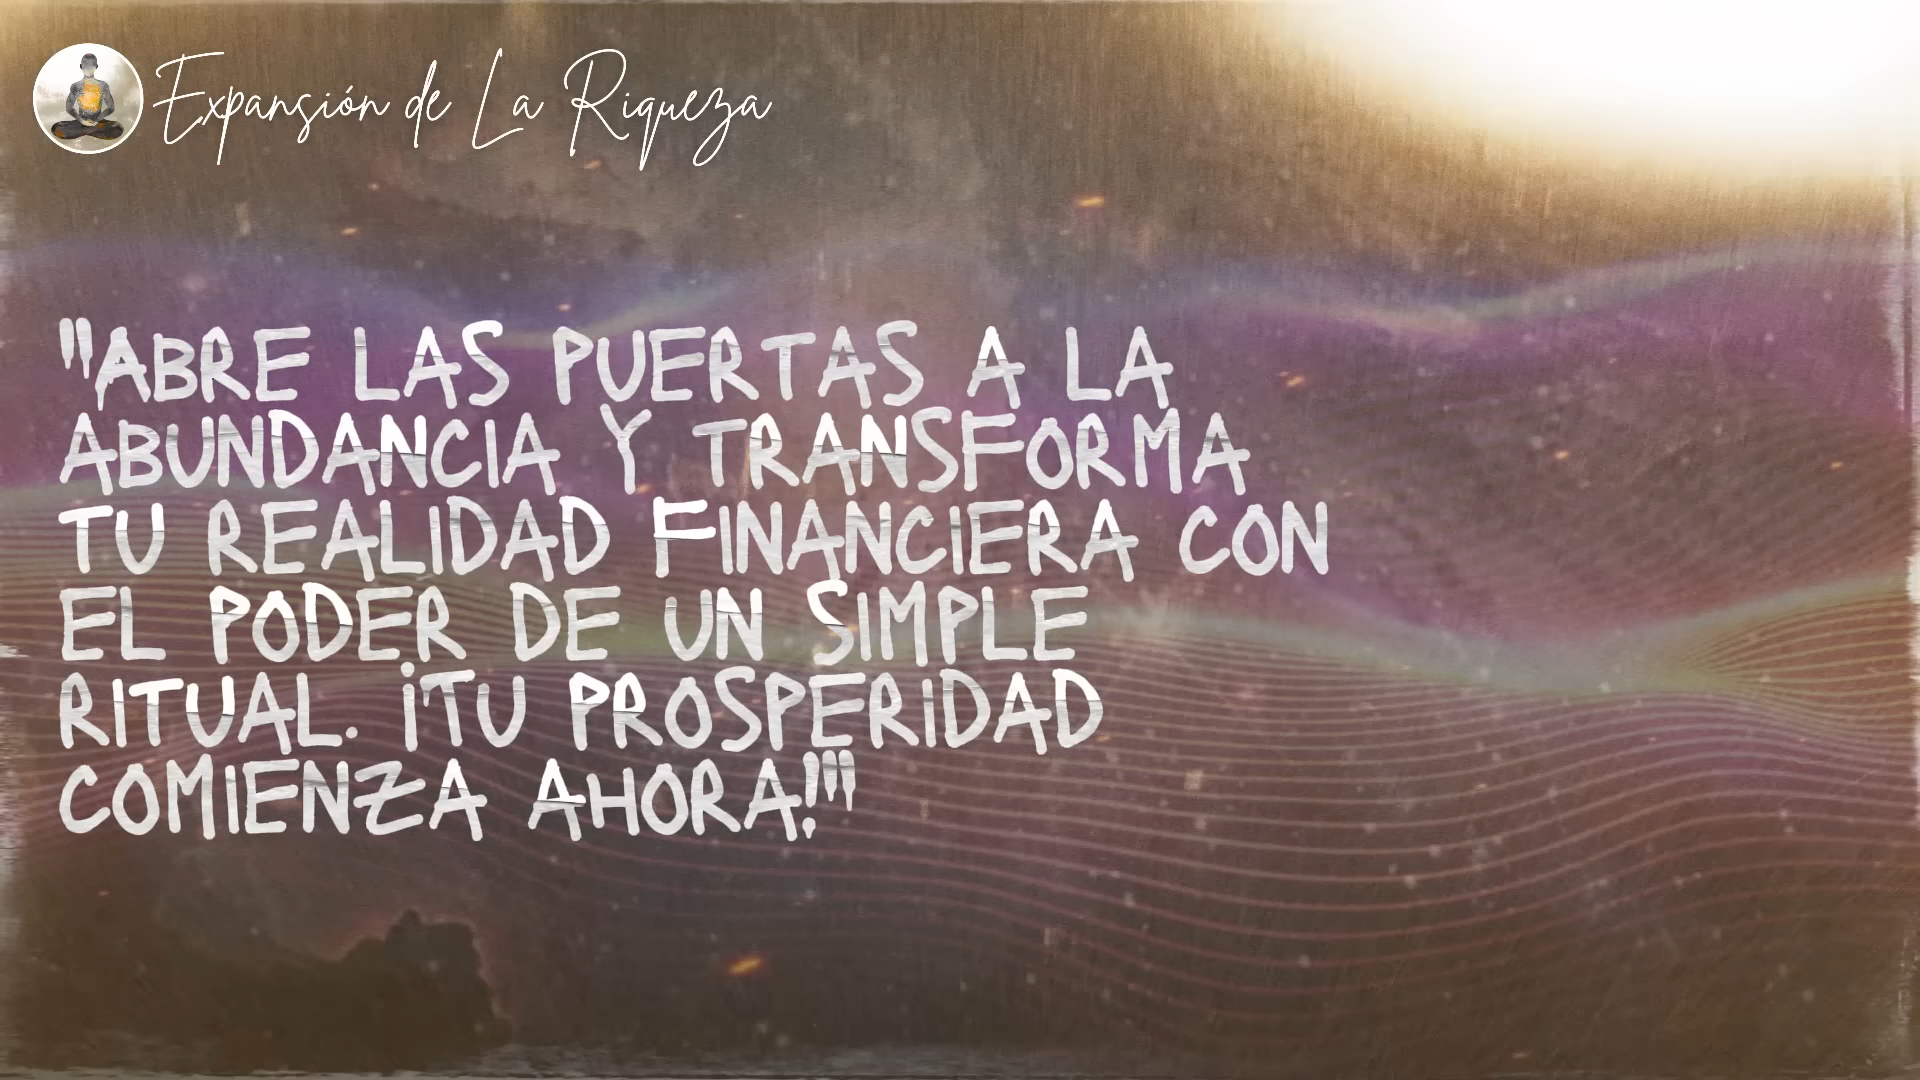 Expansión de La Riqueza
"ABRE LAS PUERTAS A LA
ABUNDANCIA Y TRANSFORMA
TU REALIDAD FINANCIERA CON
EL PODER DE UN SIMPLE
RITUAL. ¡TU PROSPERIDAD
COMIENZA AHORA!"